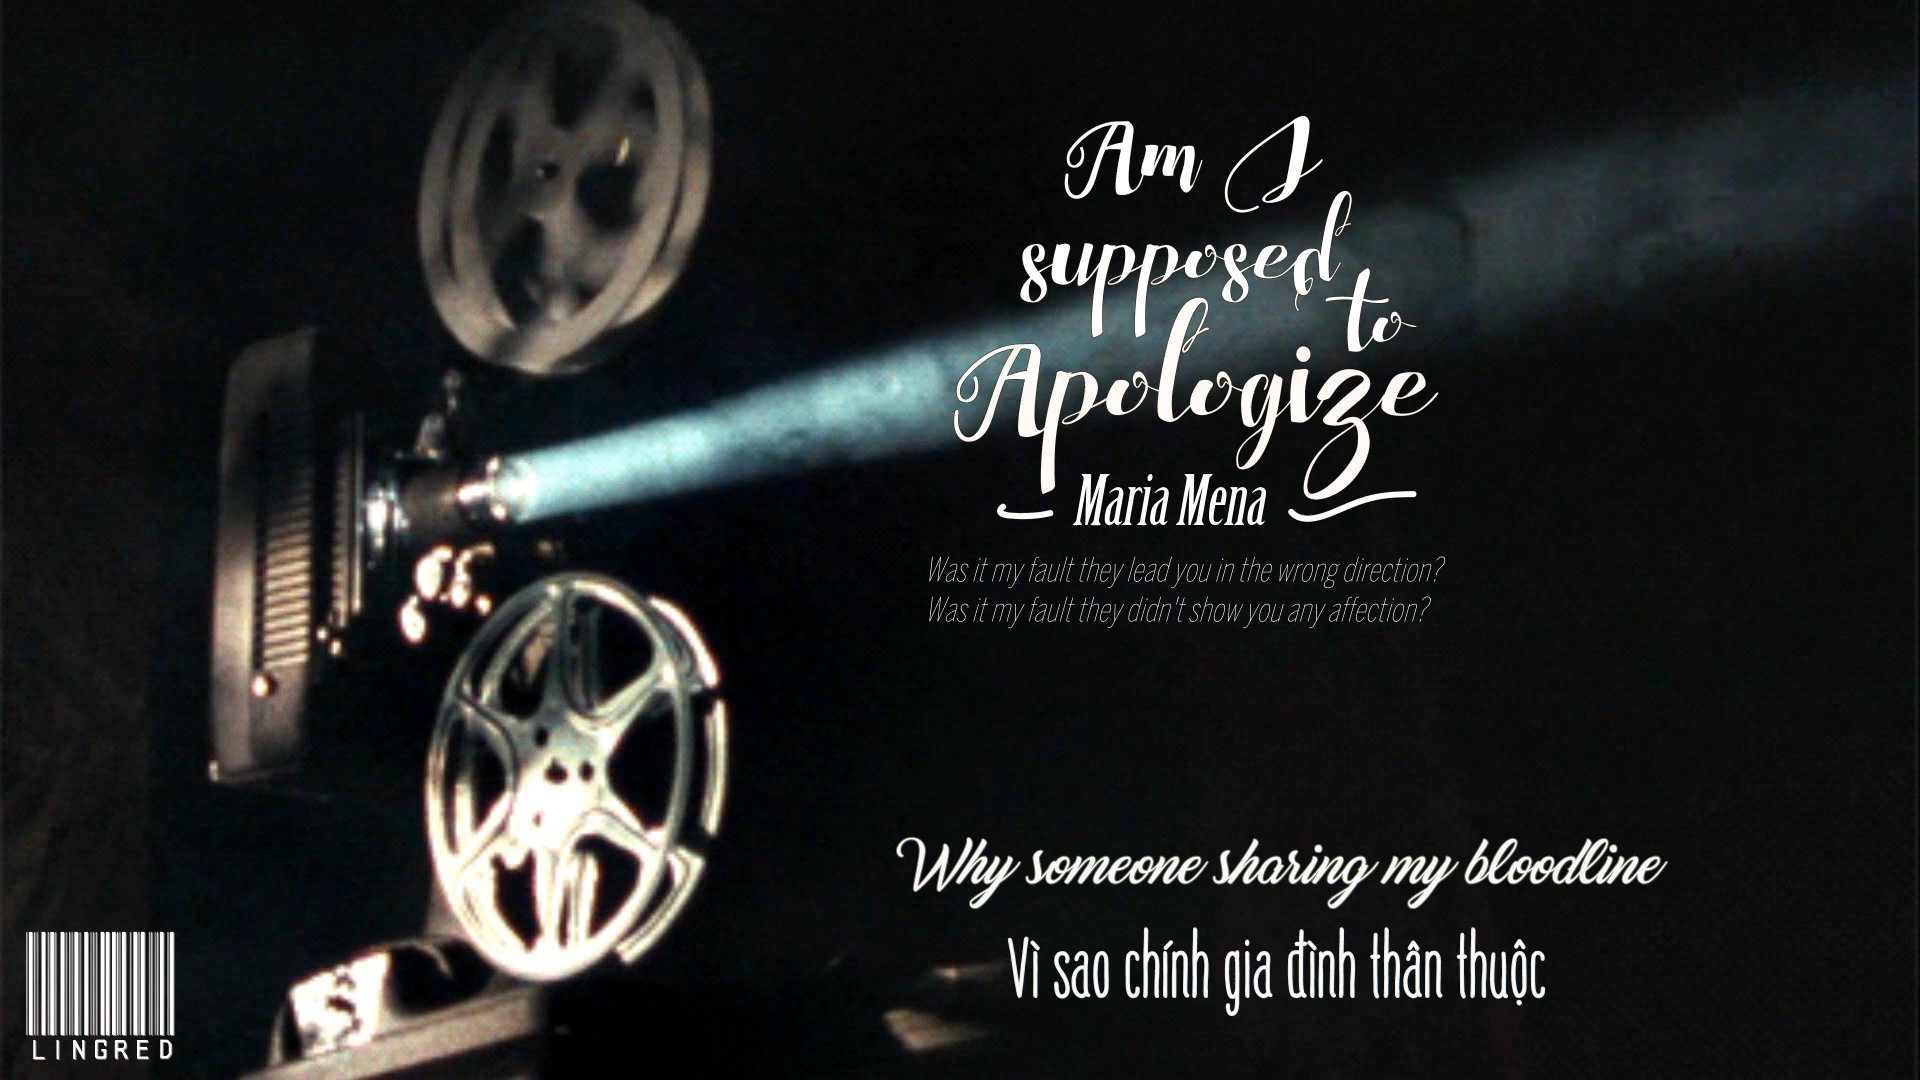 Am I
supposed
to
Apologize
Maria Mena
Was it my fault they lead you in the wrong direction?
Was it my fault they didn't show you any affection?
Why someone sharing my bloodline
Vì sao chính gia đình thân thuộc
LINGRED